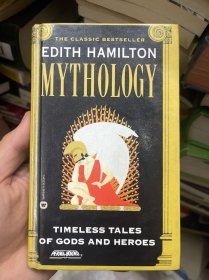 THE CLASSIC BESTSELLER
EDITH HAMILTON
MYTHOLOGY
TIMELESS TALES
OF GODS AND HEROES